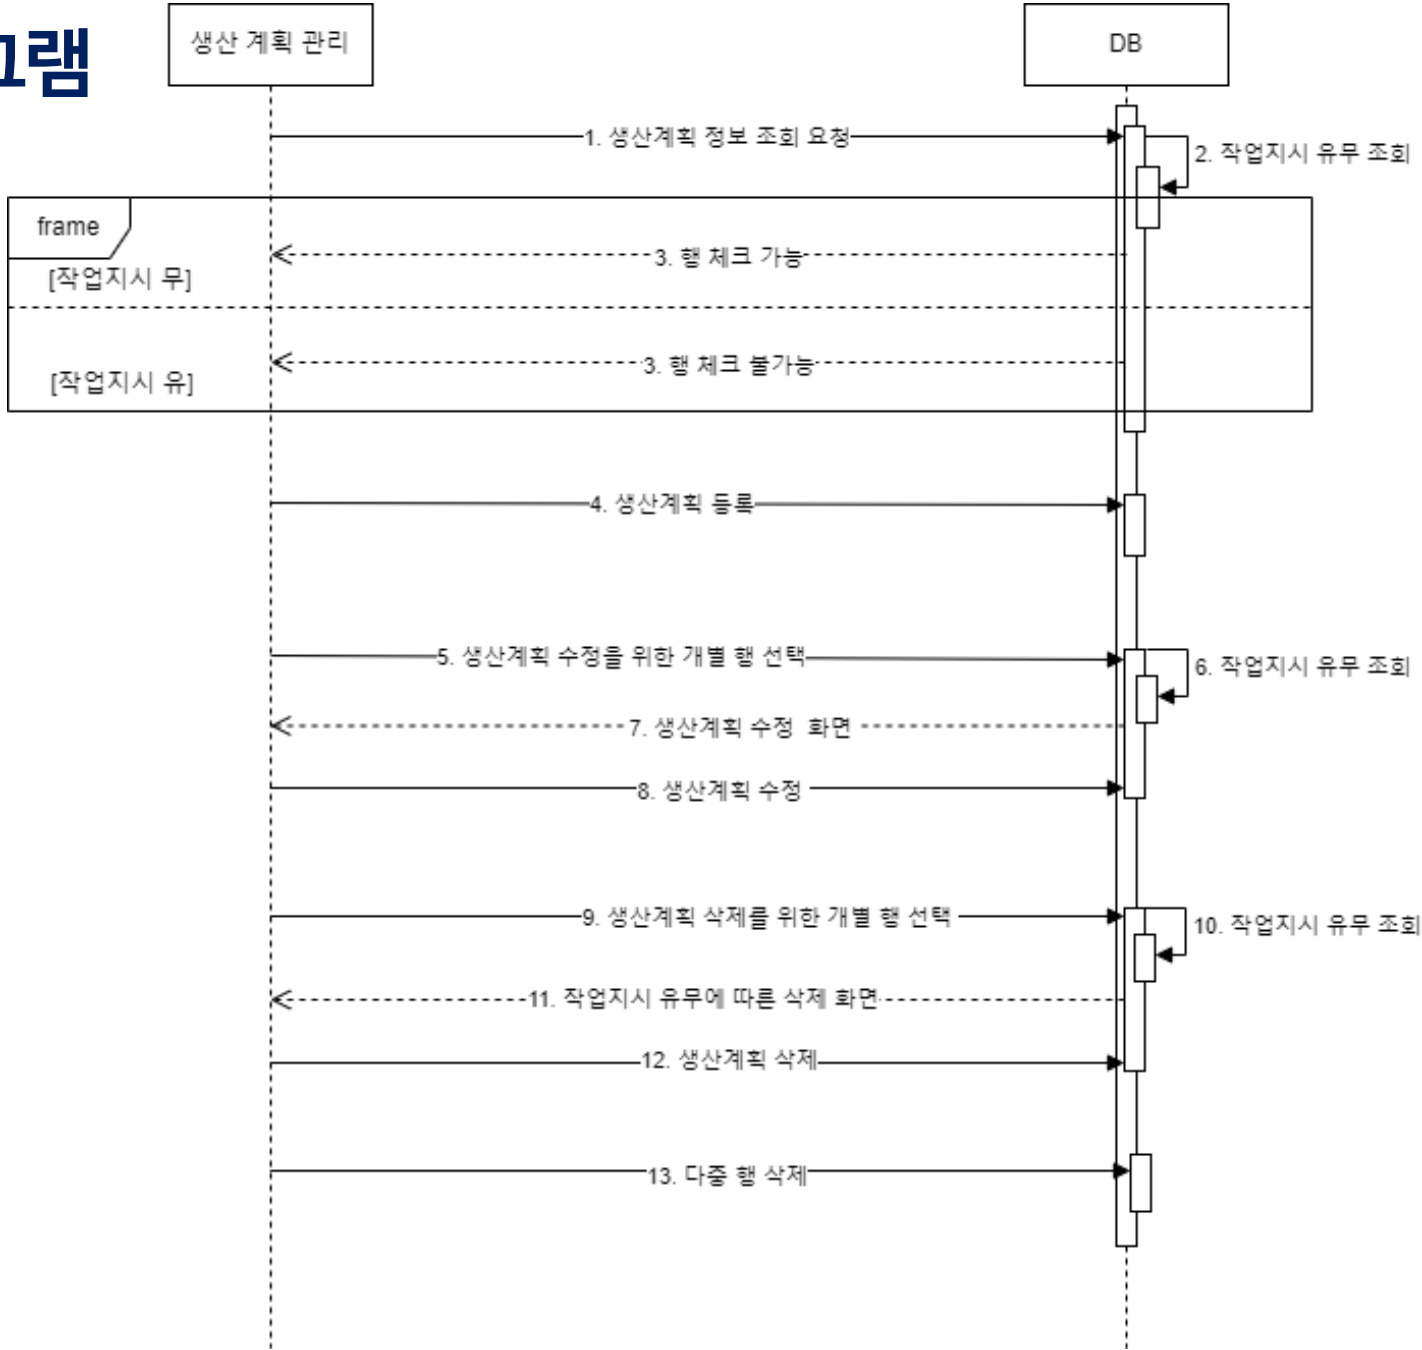 그램
생산 계획 관리
DB
1. 생산계획 정보 조회 요청
2. 작업지시 유무 조회
frame
3. 행 체크 가능
[작업지시 무]
3. 행 체크 불가능
[작업지시 유]
4. 생산계획 등록
5. 생산계획 수정을 위한 개별 행 선택
6. 작업지시 유무 조회
7. 생산계획 수정 화면
8. 생산계획 수정
9. 생산계획 삭제를 위한 개별 행 선택
10. 작업지시 유무 조회
11. 작업지시 유무에 따른 삭제 화면
12. 생산계획 삭제
13. 다중 행 삭제